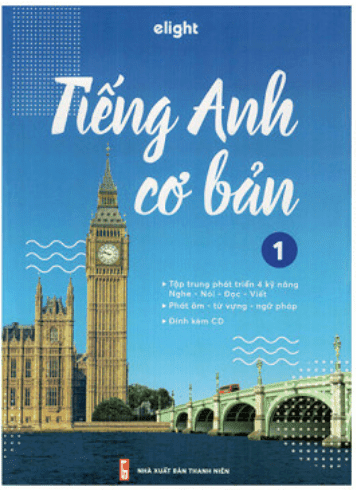 elight
Tiếng Anh
cơ bản
1
Tập trung phát triển 4 kỹ năng
Nghe - Nói - Đọc - Viết
Phát âm - từ vựng - ngữ pháp
Đính kèm CD
NHÀ XUẤT BẢN THANH NIÊN